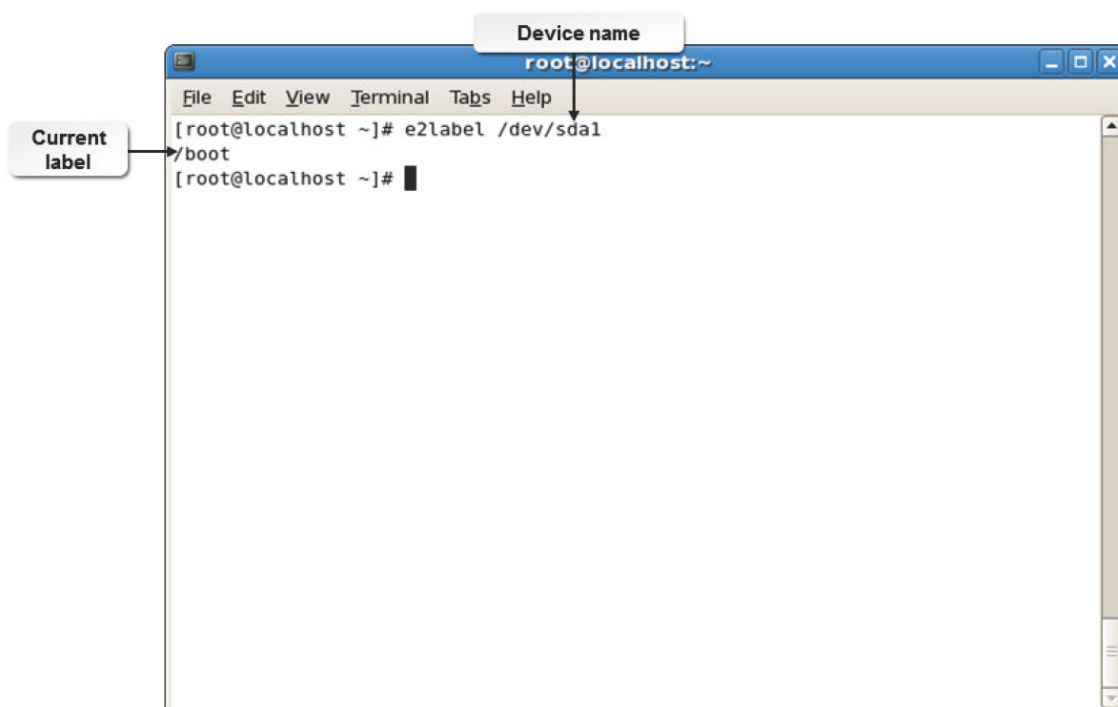 Device name
root@localhost:~
File Edit View Terminal Tabs Help
[root@localhost ~]# e2label /dev/sda1
Current
label
/boot
[root@localhost ~]#